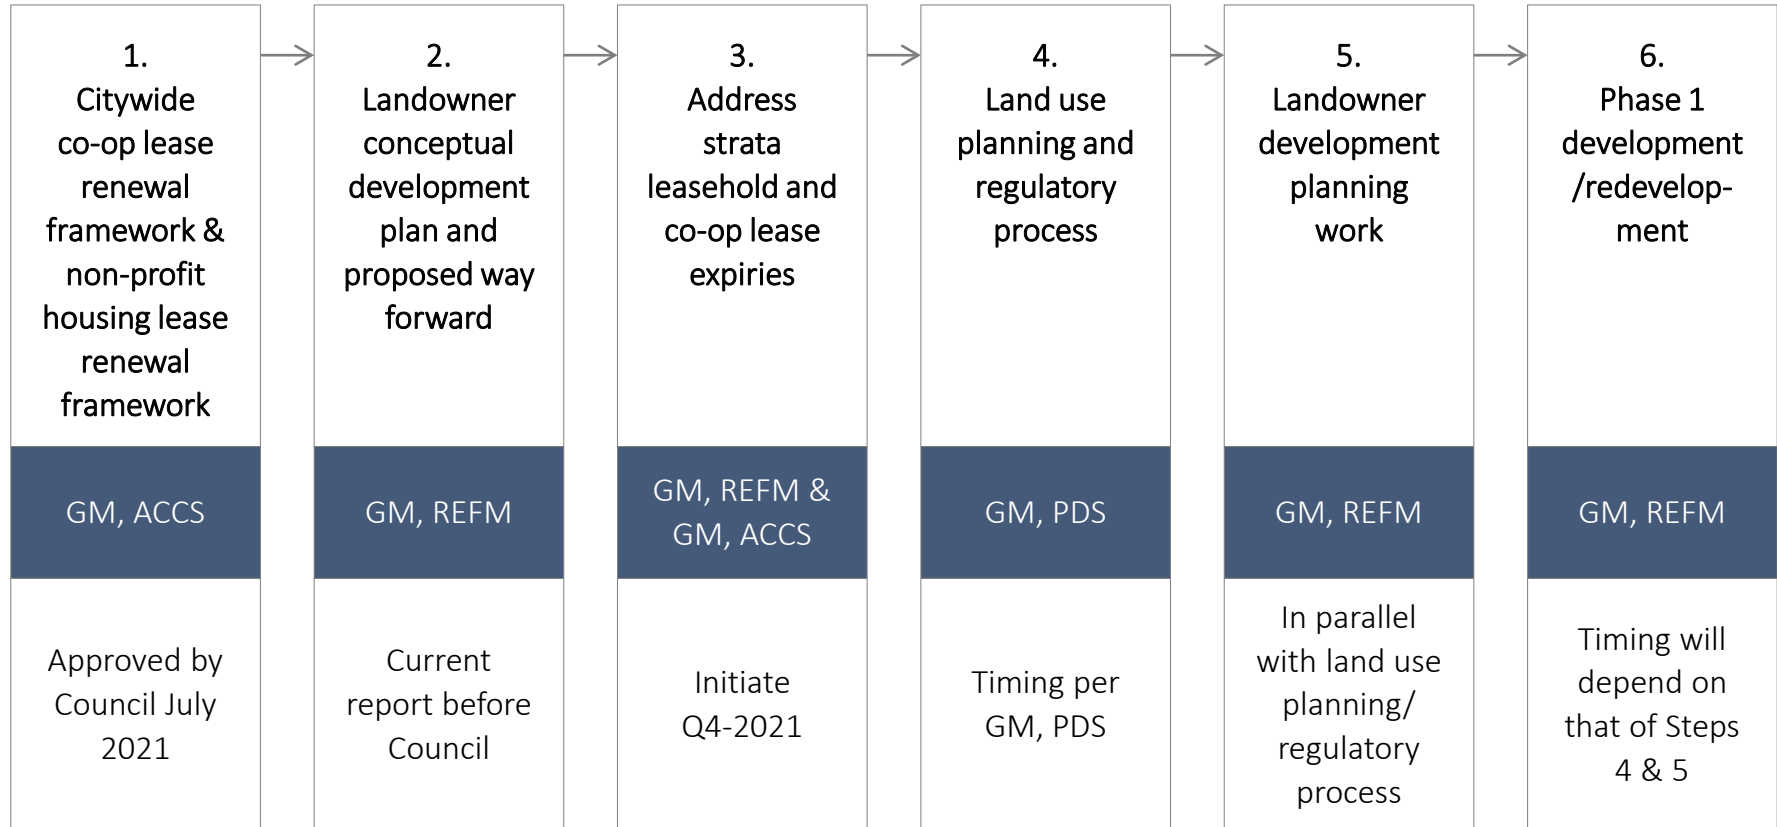 1.
Citywide
co-op lease
renewal
framework &
non-profit
housing lease
renewal
framework
GM, ACCS
Approved by
Council July
2021
2.
Landowner
conceptual
development
plan and
proposed way
forward
GM, REFM
Current
report before
Council
3.
Address
strata
leasehold and
co-op lease
expiries
GM, REFM &
GM, ACCS
Initiate
Q4-2021
4.
Land use
planning and
regulatory
process
GM, PDS
Timing per
GM, PDS
5.
Landowner
development
planning
work
GM, REFM
In parallel
with land use
planning/
regulatory
process
6.
Phase 1
development
/redevelop-
ment
GM, REFM
Timing will
depend on
that of Steps
4 & 5